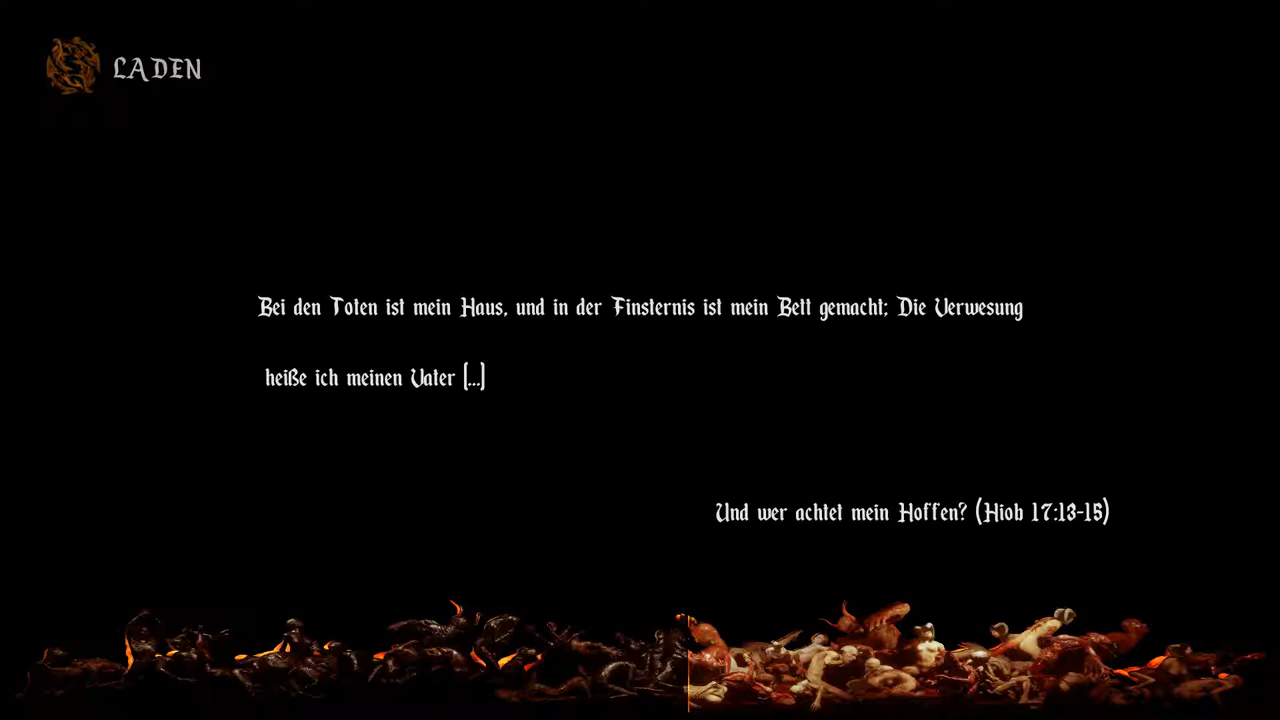 LADEN
Bei den Toten ist mein Haus, und in der Finsternis ist mein Bett gemacht; Die Verwesung
heiße ich meinen Vater [...]
Und wer achtet mein Hoffen? (Hiob 17:13-15)